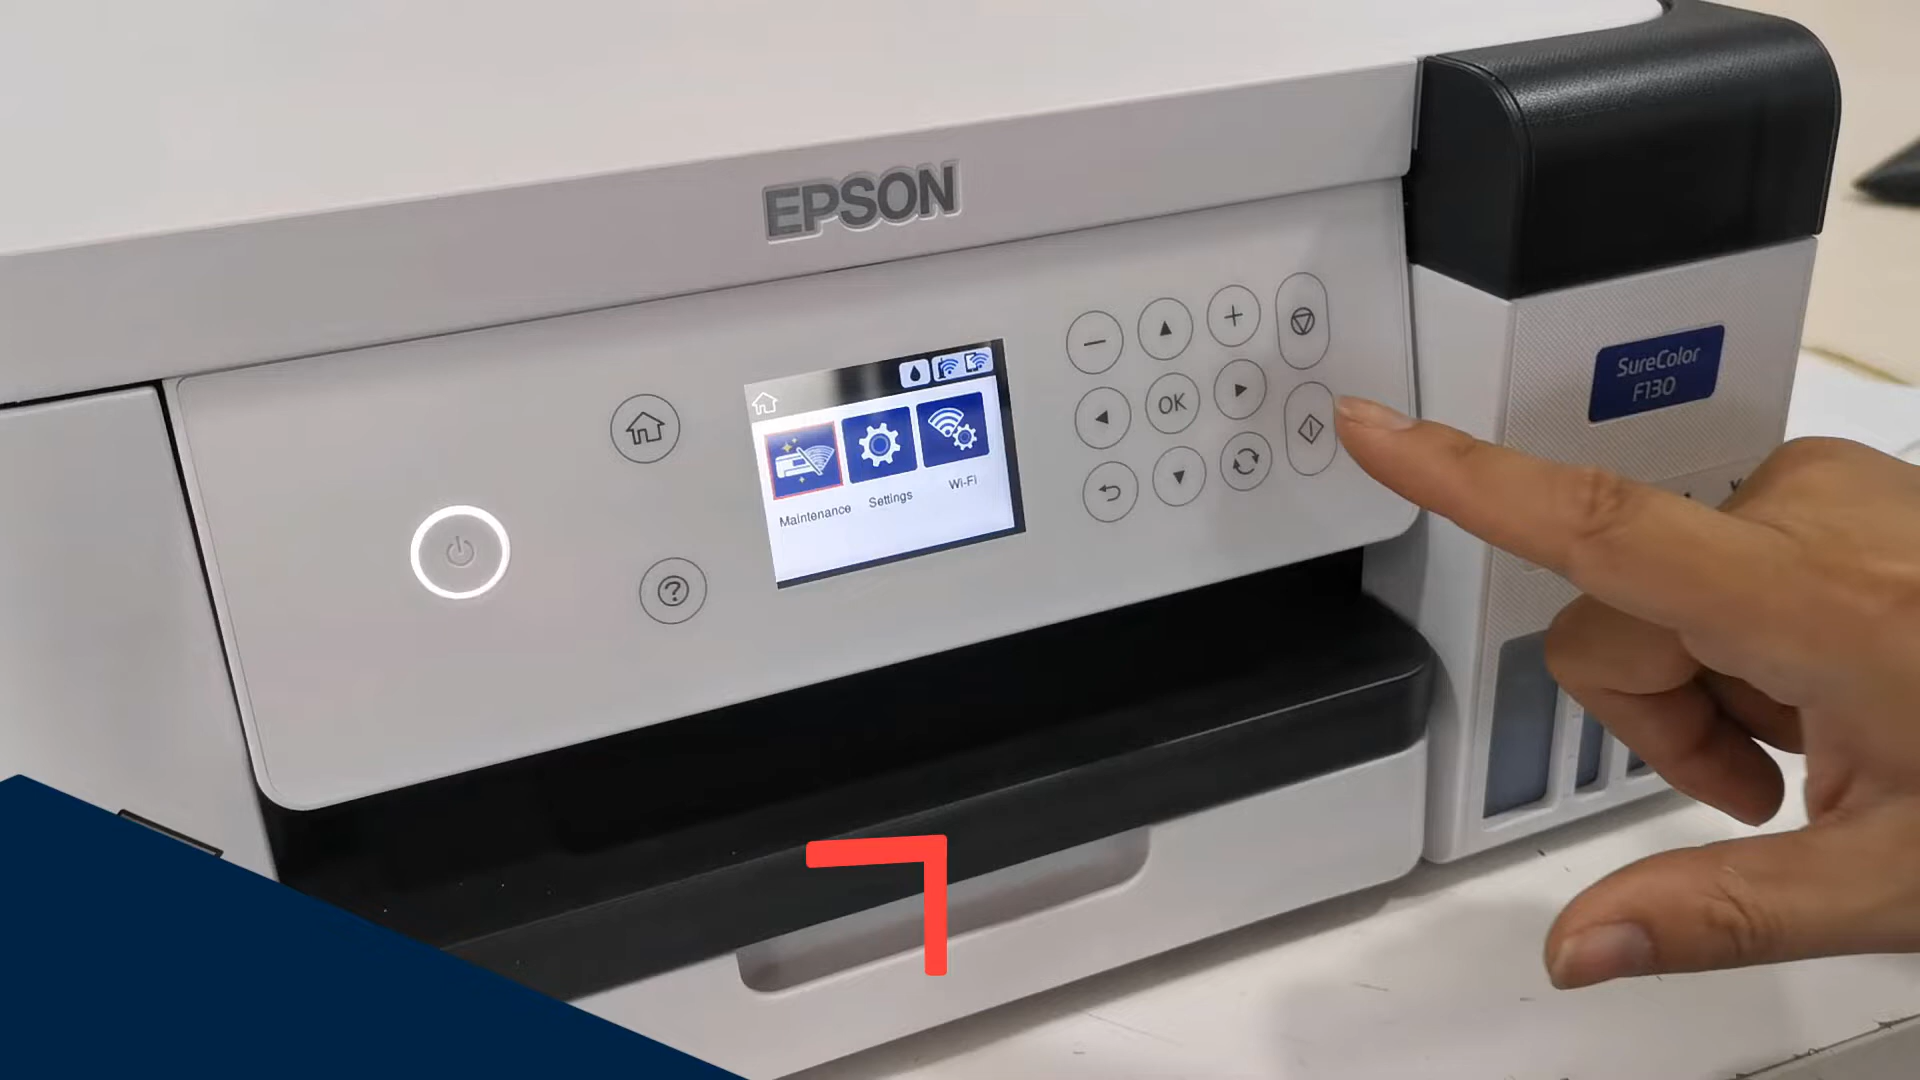 EPSON
SureColor
F130
OK
Maintenance
Settings
Wi-Fi